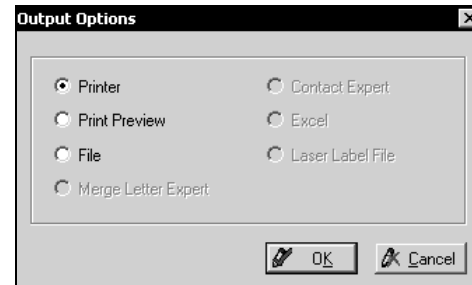 Output Options
Printer
Contact Expert
Print Preview
Excel
File
Laser Label File
Merge Letter Expert
OK
Cancel